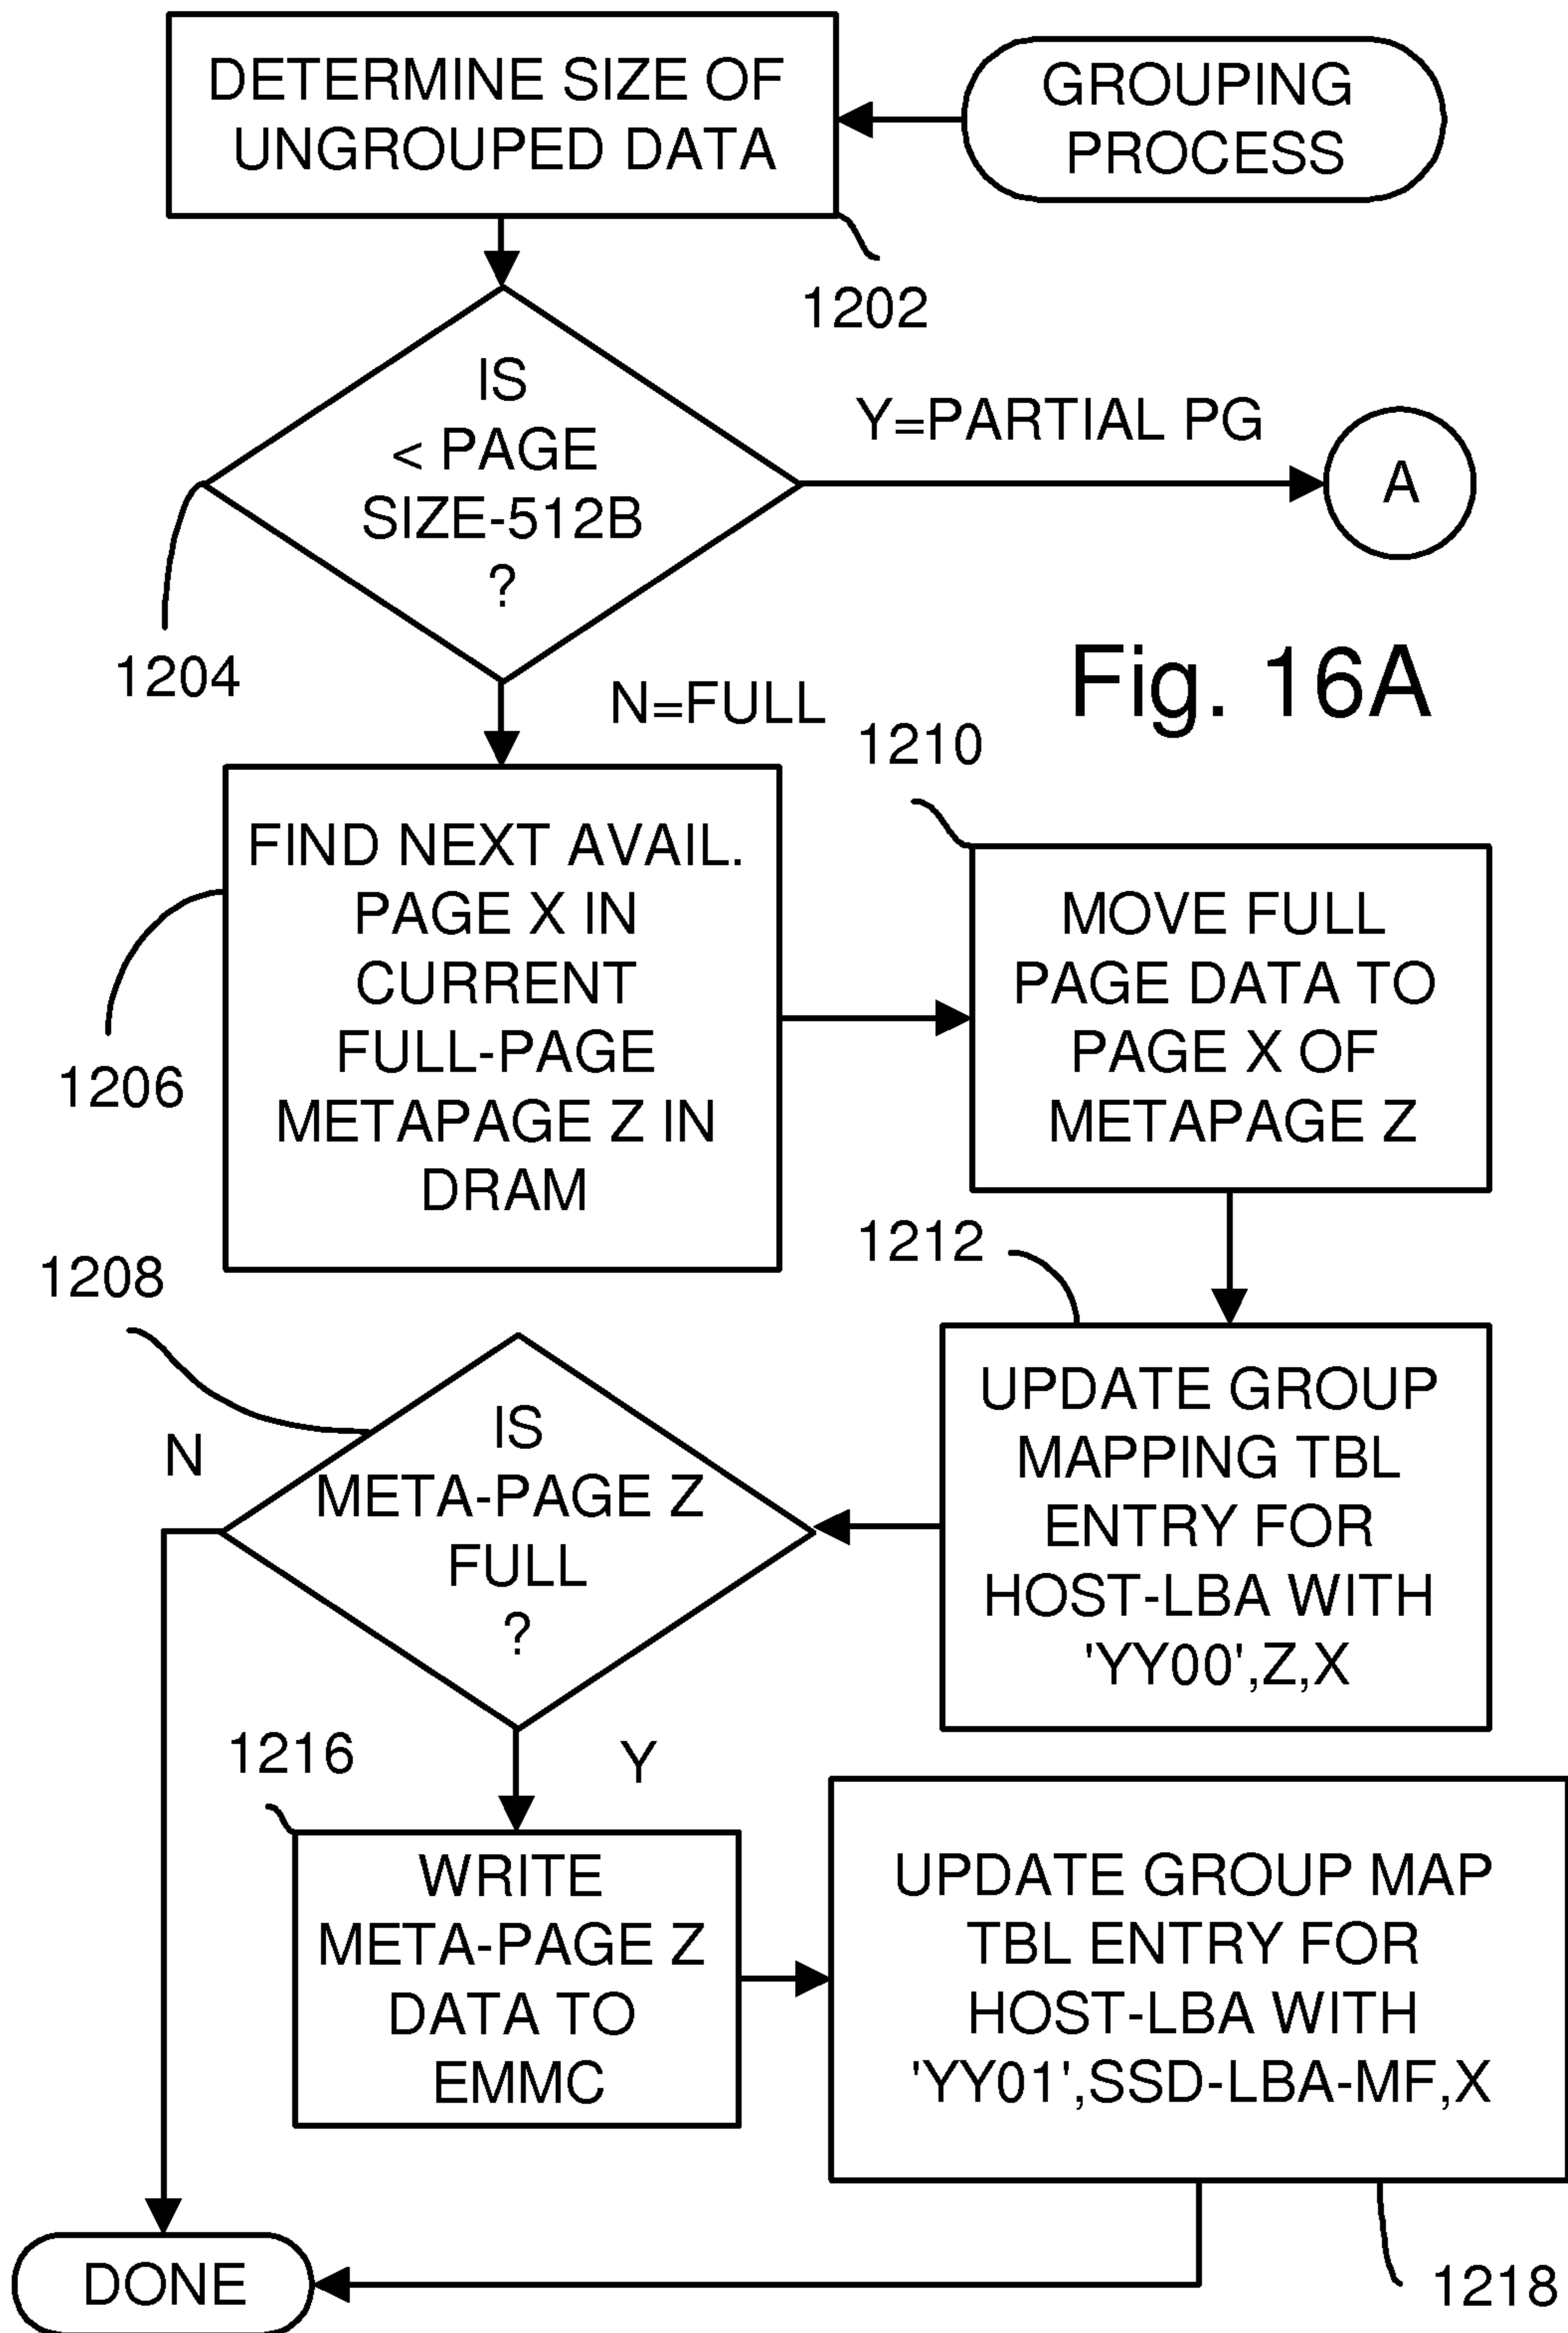 DETERMINE SIZE OF
UNGROUPED DATA
GROUPING
PROCESS
1202
IS
< PAGE
SIZE-512B
?
Y=PARTIAL PG
A
1204
N=FULL
Fig. 16A
1210
FIND NEXT AVAIL.
PAGE X IN
CURRENT
FULL-PAGE
METAPAGE Z IN
DRAM
1206
MOVE FULL
PAGE DATA TO
PAGE X OF
METAPAGE Z
1212
1208
UPDATE GROUP
MAPPING TBL
ENTRY FOR
HOST-LBA WITH
'YY00',Z,X
N
IS
META-PAGE Z
FULL
?
1216
Y
WRITE
META-PAGE Z
DATA TO
EMMC
UPDATE GROUP MAP
TBL ENTRY FOR
HOST-LBA WITH
'YY01',SSD-LBA-MF,X
DONE
1218